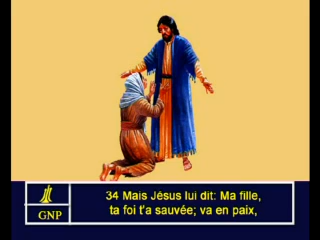 34 Mais Jésus lui dit: Ma fille,
ta foi t'a sauvée; va en paix,
GNP